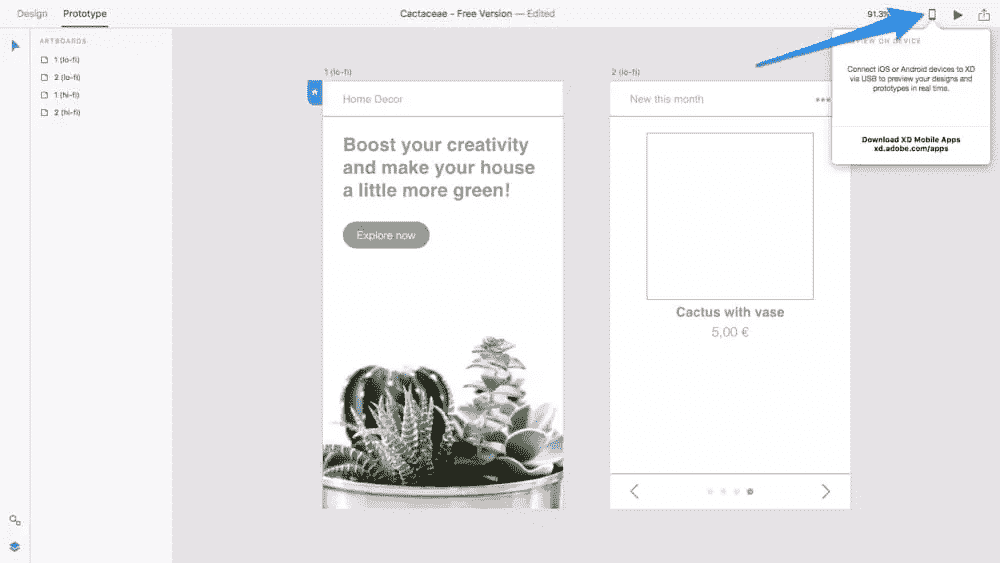 Design Prototype Cactaceae - Free Version — Edited 91.3%
ARTBOARDS
1 (lo-fi)
2 (lo-fi)
1 (hi-fi)
2 (hi-fi)
1 (lo-fi)
Home Decor
Boost your creativity
and make your house
a little more green!
Explore now
2 (lo-fi)
New this month
Cactus with vase
5,00 €
ON DEVICE
Connect iOS or Android devices to XD
via USB to preview your designs and
prototypes in real time.
Download XD Mobile Apps
xd.adobe.com/apps